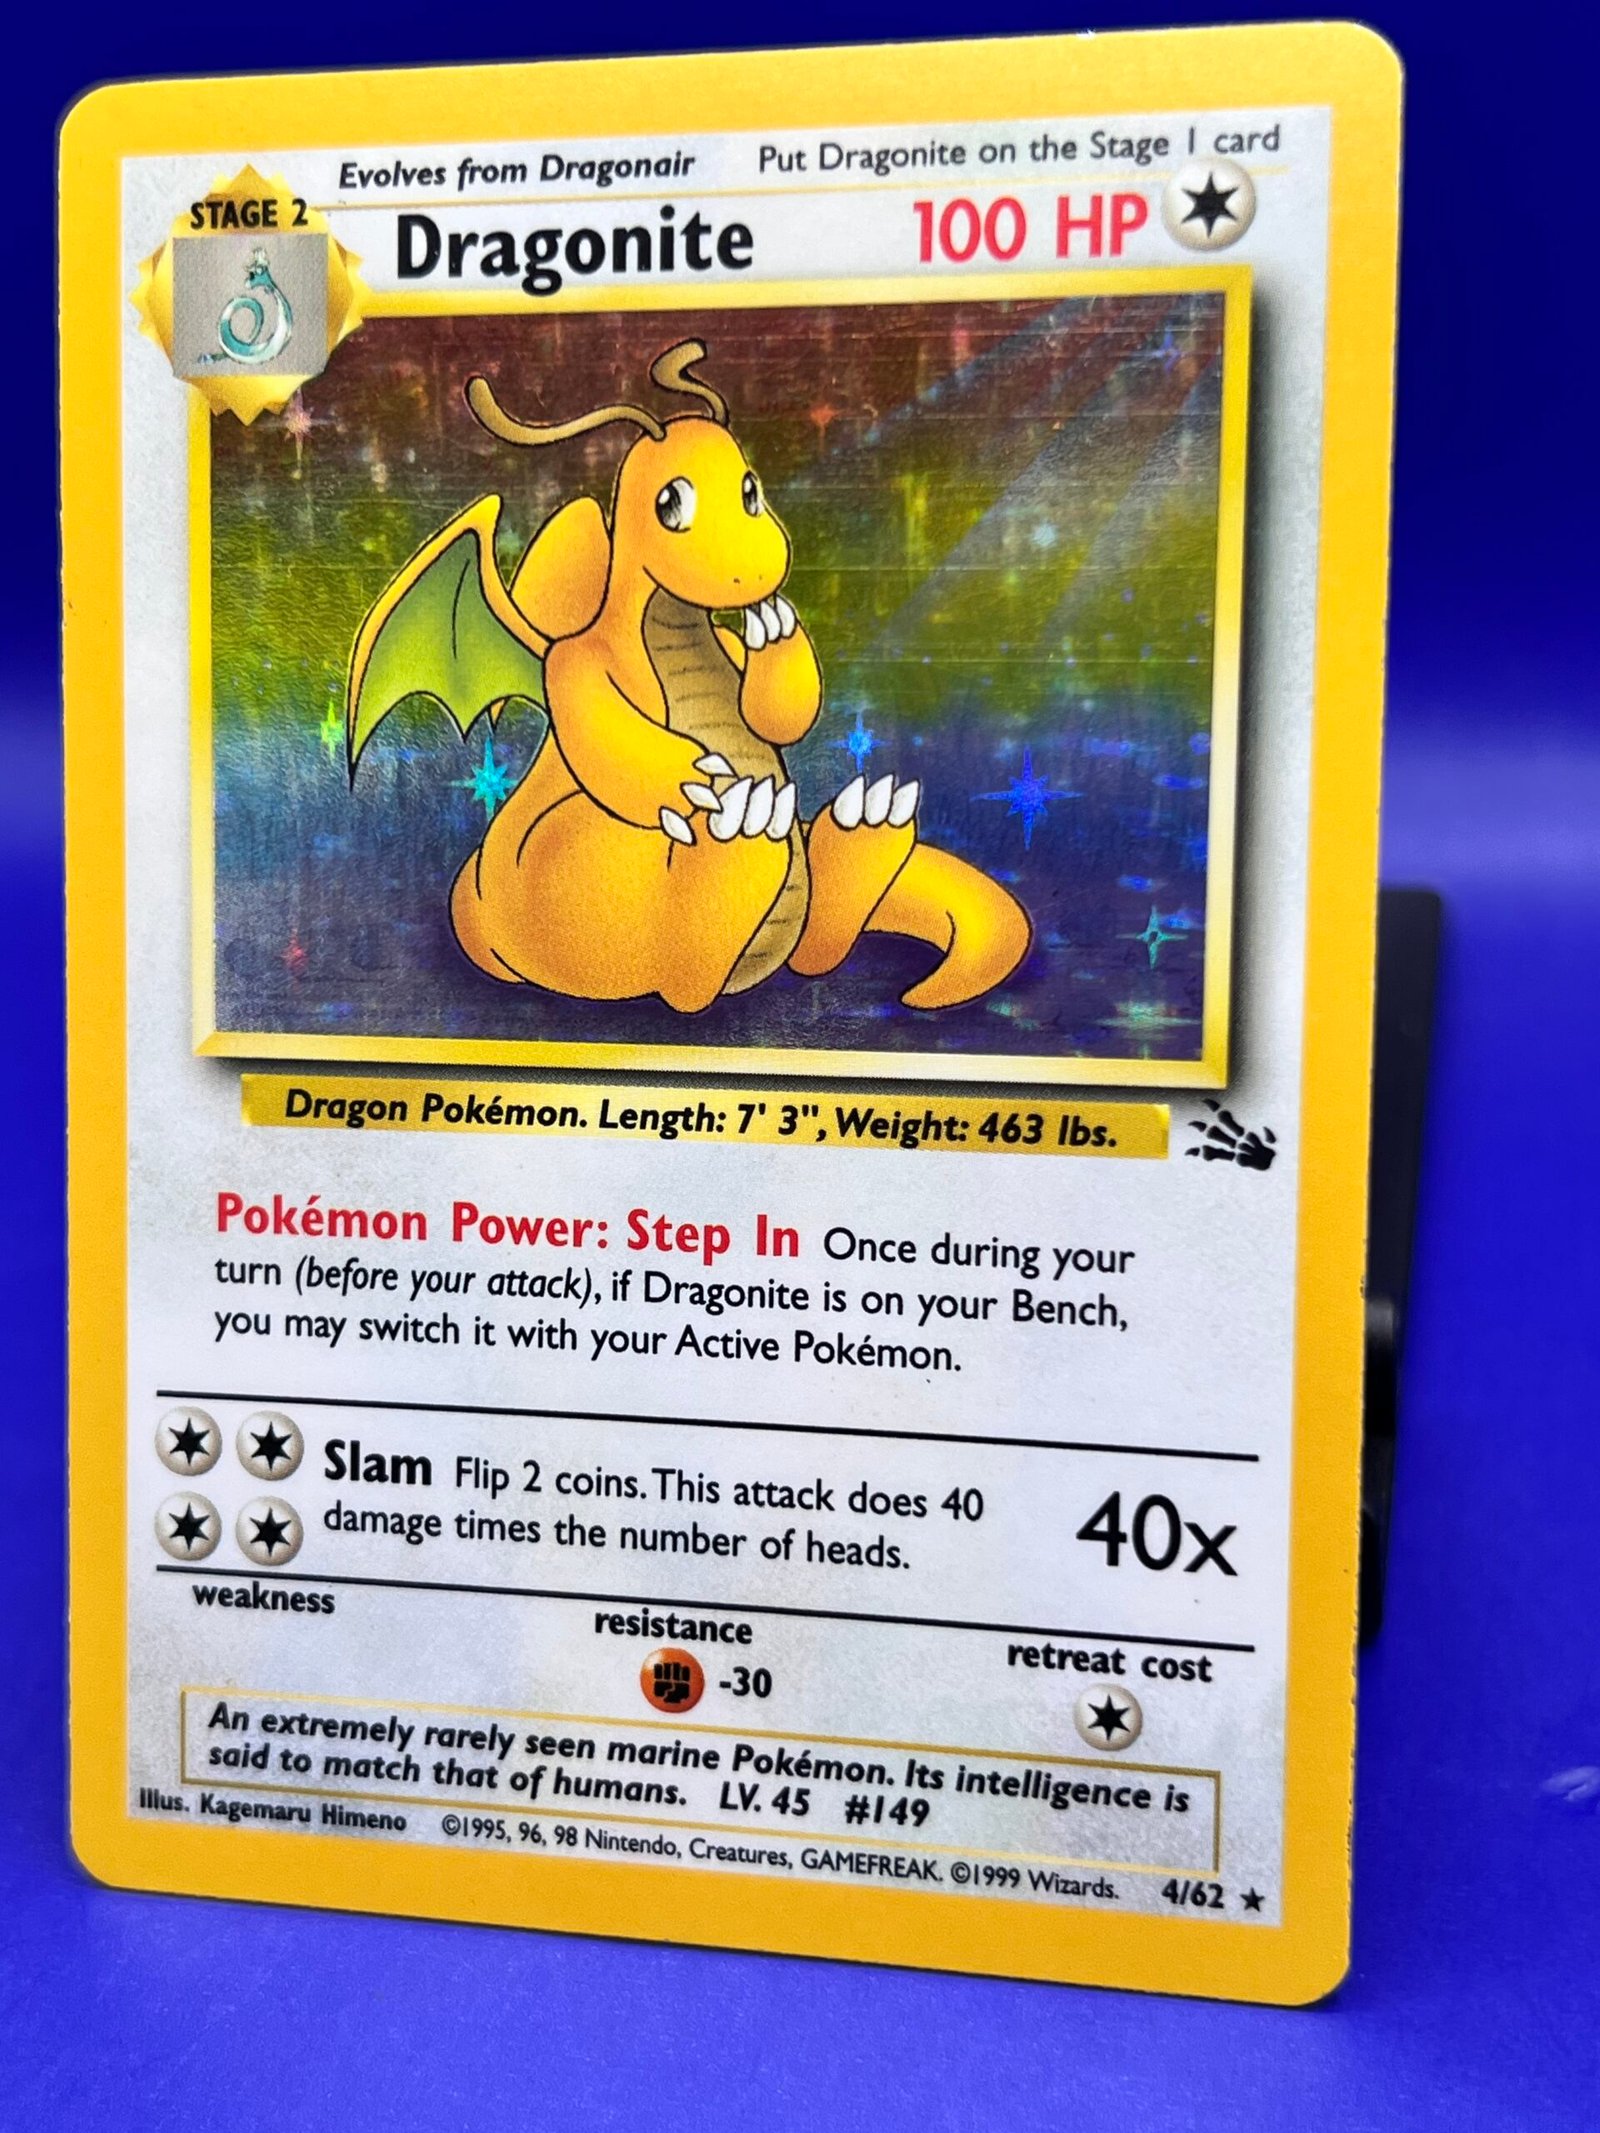 Evolves from Dragonair Put Dragonite on the Stage 1 card
STAGE 2
Dragonite 100 HP
Dragon Pokémon. Length: 7' 3", Weight: 463 lbs.
Pokémon Power: Step In Once during your
turn (before your attack), if Dragonite is on your Bench,
you may switch it with your Active Pokémon.
Slam Flip 2 coins. This attack does 40
damage times the number of heads.
40x
weakness resistance retreat cost
-30
An extremely rarely seen marine Pokémon. Its intelligence is
said to match that of humans. LV. 45 #149
Illus. Kagemaru Himeno ©1995, 96, 98 Nintendo, Creatures, GAMEFREAK. ©1999 Wizards. 4/62 ★